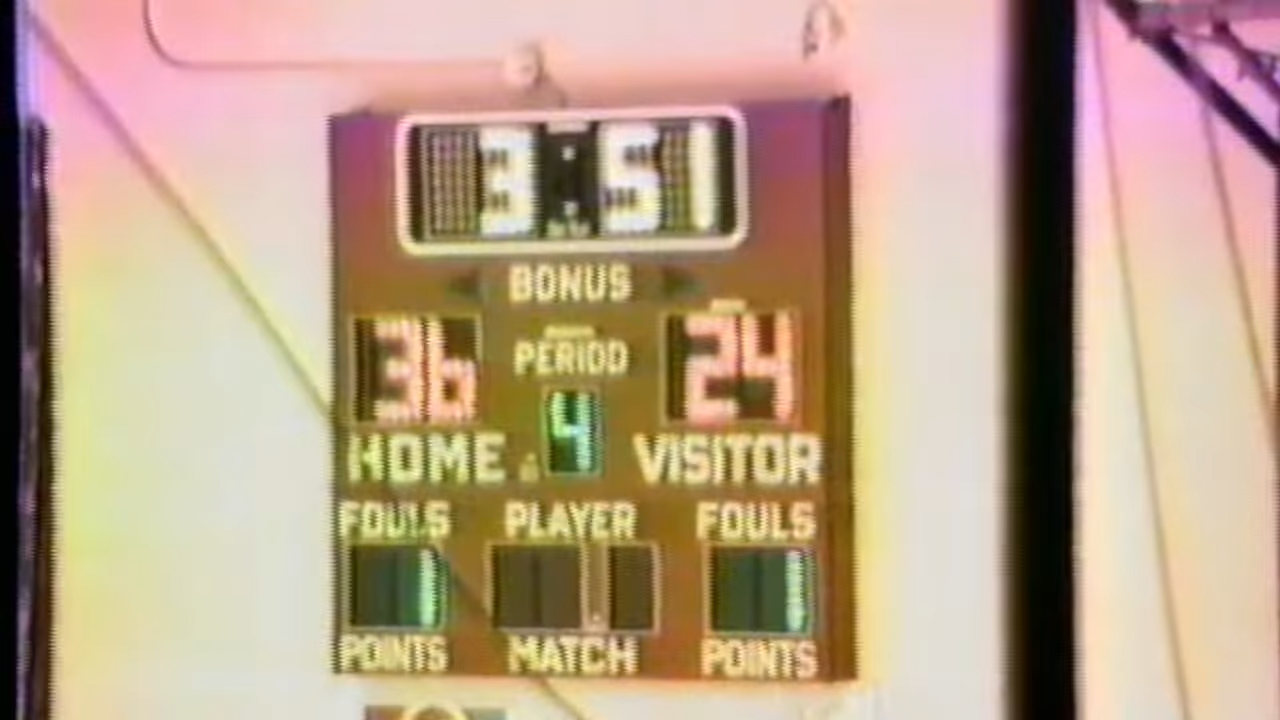 3:51
BONUS
36 PERIOD 24
HOME 4 VISITOR
FOULS PLAYER FOULS
1 1
POINTS MATCH POINTS